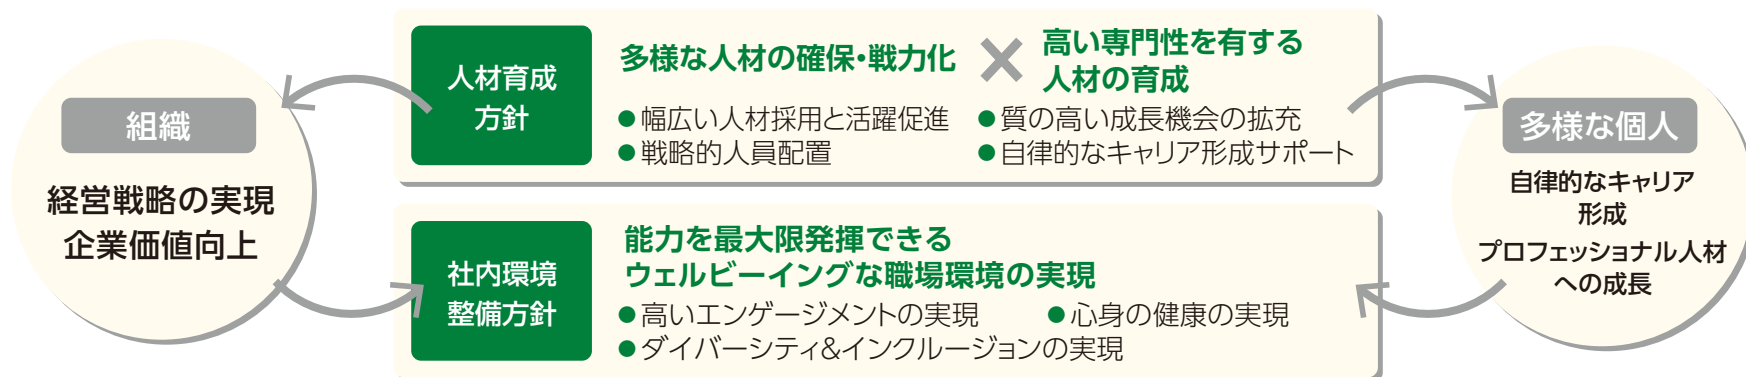 組織
経営戦略の実現
企業価値向上
人材育成
方針
多様な人材の確保・戦力化
×
高い専門性を有する
人材の育成
●幅広い人材採用と活躍促進
●戦略的人員配置
●質の高い成長機会の拡充
●自律的なキャリア形成サポート
社内環境
整備方針
能力を最大限発揮できる
ウェルビーイングな職場環境の実現
●高いエンゲージメントの実現 ●心身の健康の実現
●ダイバーシティ&インクルージョンの実現
多様な個人
自律的なキャリア
形成
プロフェッショナル人材
への成長